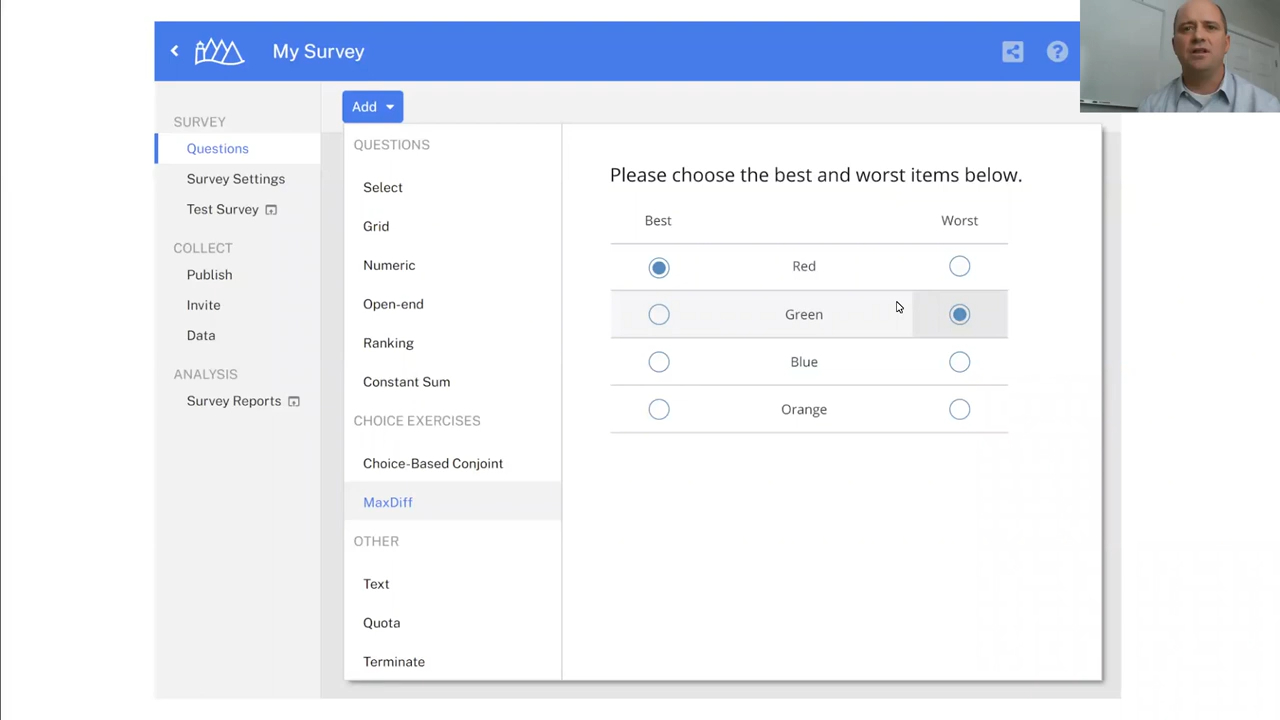 My Survey
?
Add
SURVEY
Questions
Survey Settings
Test Survey
COLLECT
Publish
Invite
Data
ANALYSIS
Survey Reports
QUESTIONS
Select
Grid
Numeric
Open-end
Ranking
Constant Sum
CHOICE EXERCISES
Choice-Based Conjoint
MaxDiff
OTHER
Text
Quota
Terminate
Please choose the best and worst items below.
Best Worst
Red
Green
Blue
Orange